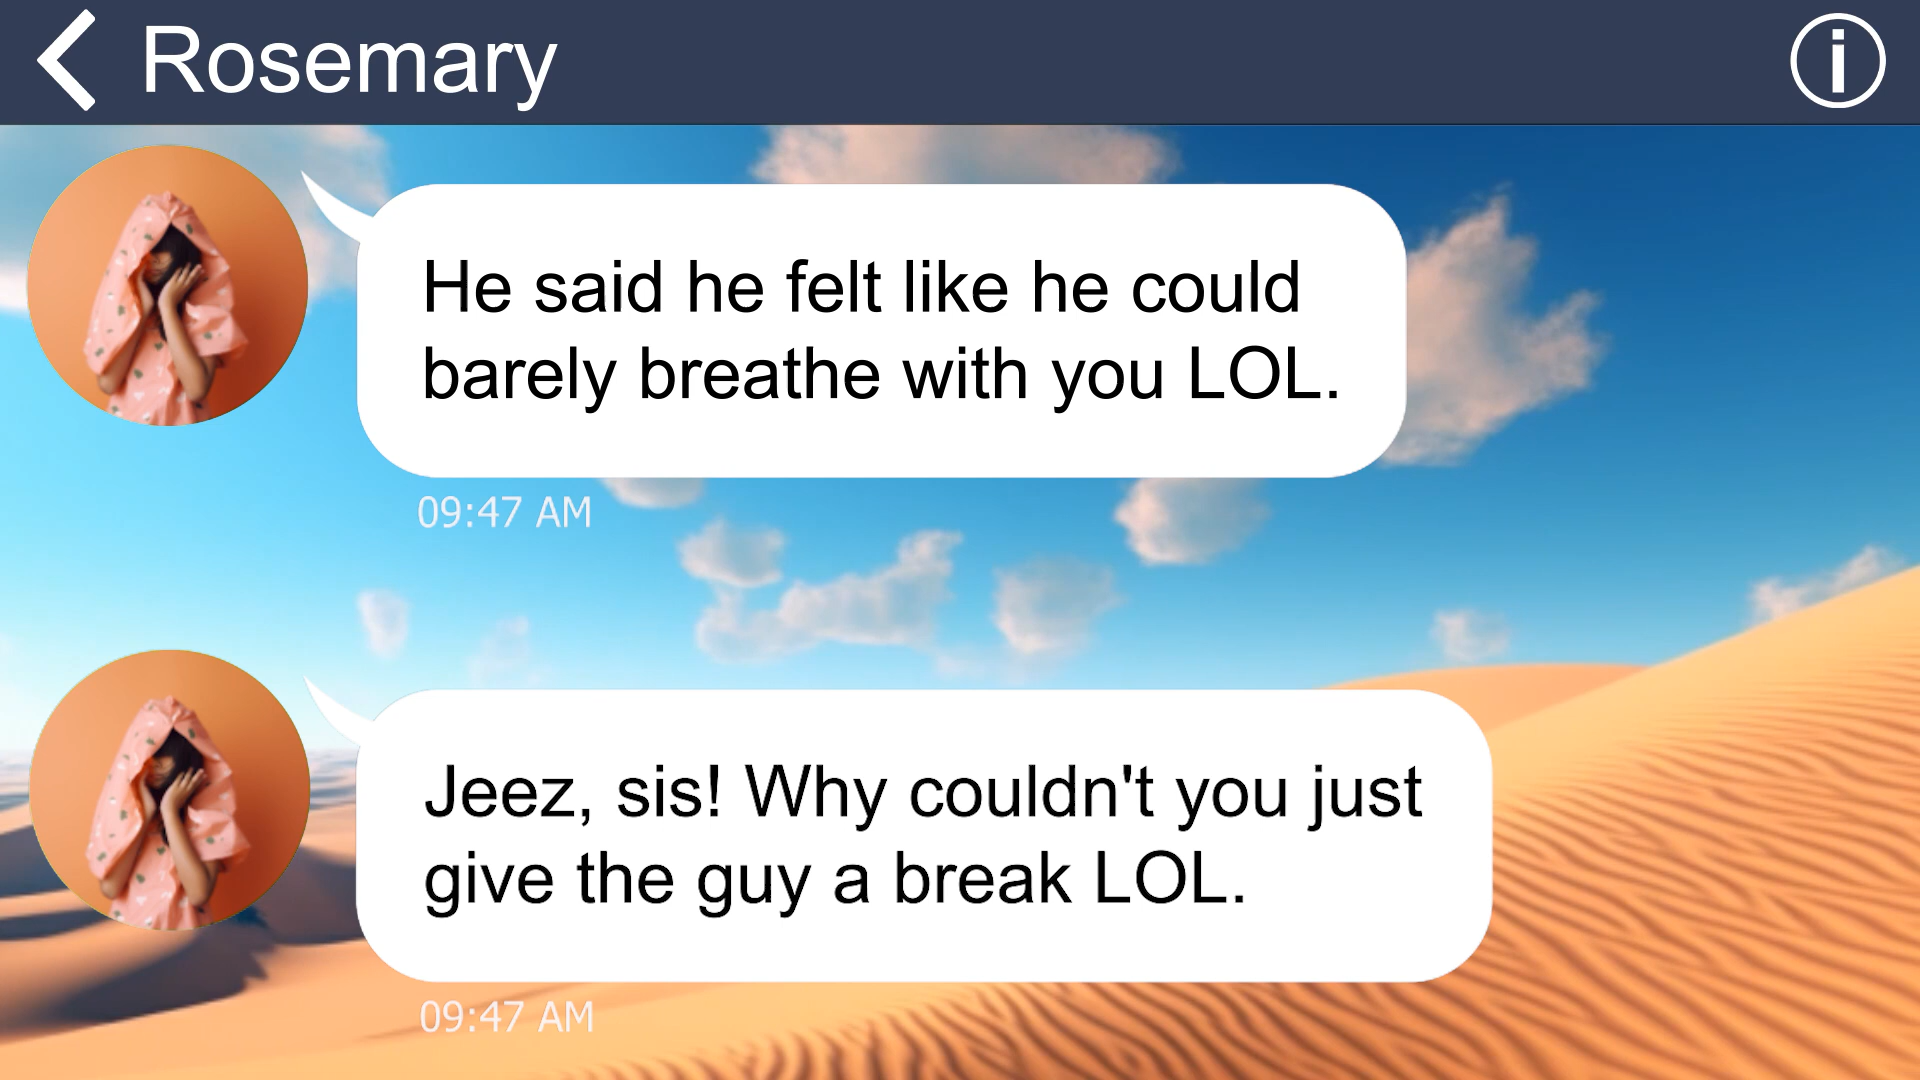 Rosemary
He said he felt like he could
barely breathe with you LOL.
09:47 AM
Jeez, sis! Why couldn't you just
give the guy a break LOL.
09:47 AM